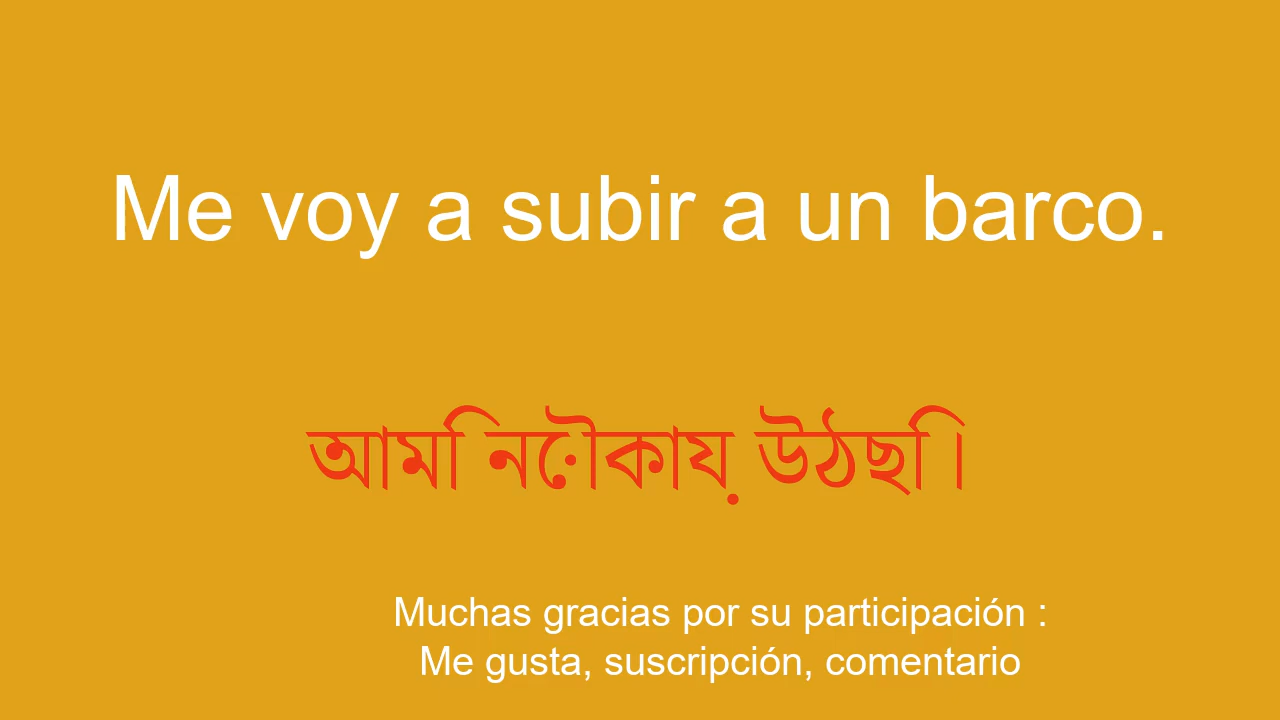 Me voy a subir a un barco.
আমি নৌকায় উঠছি।
Muchas gracias por su participación :
Me gusta, suscripción, comentario